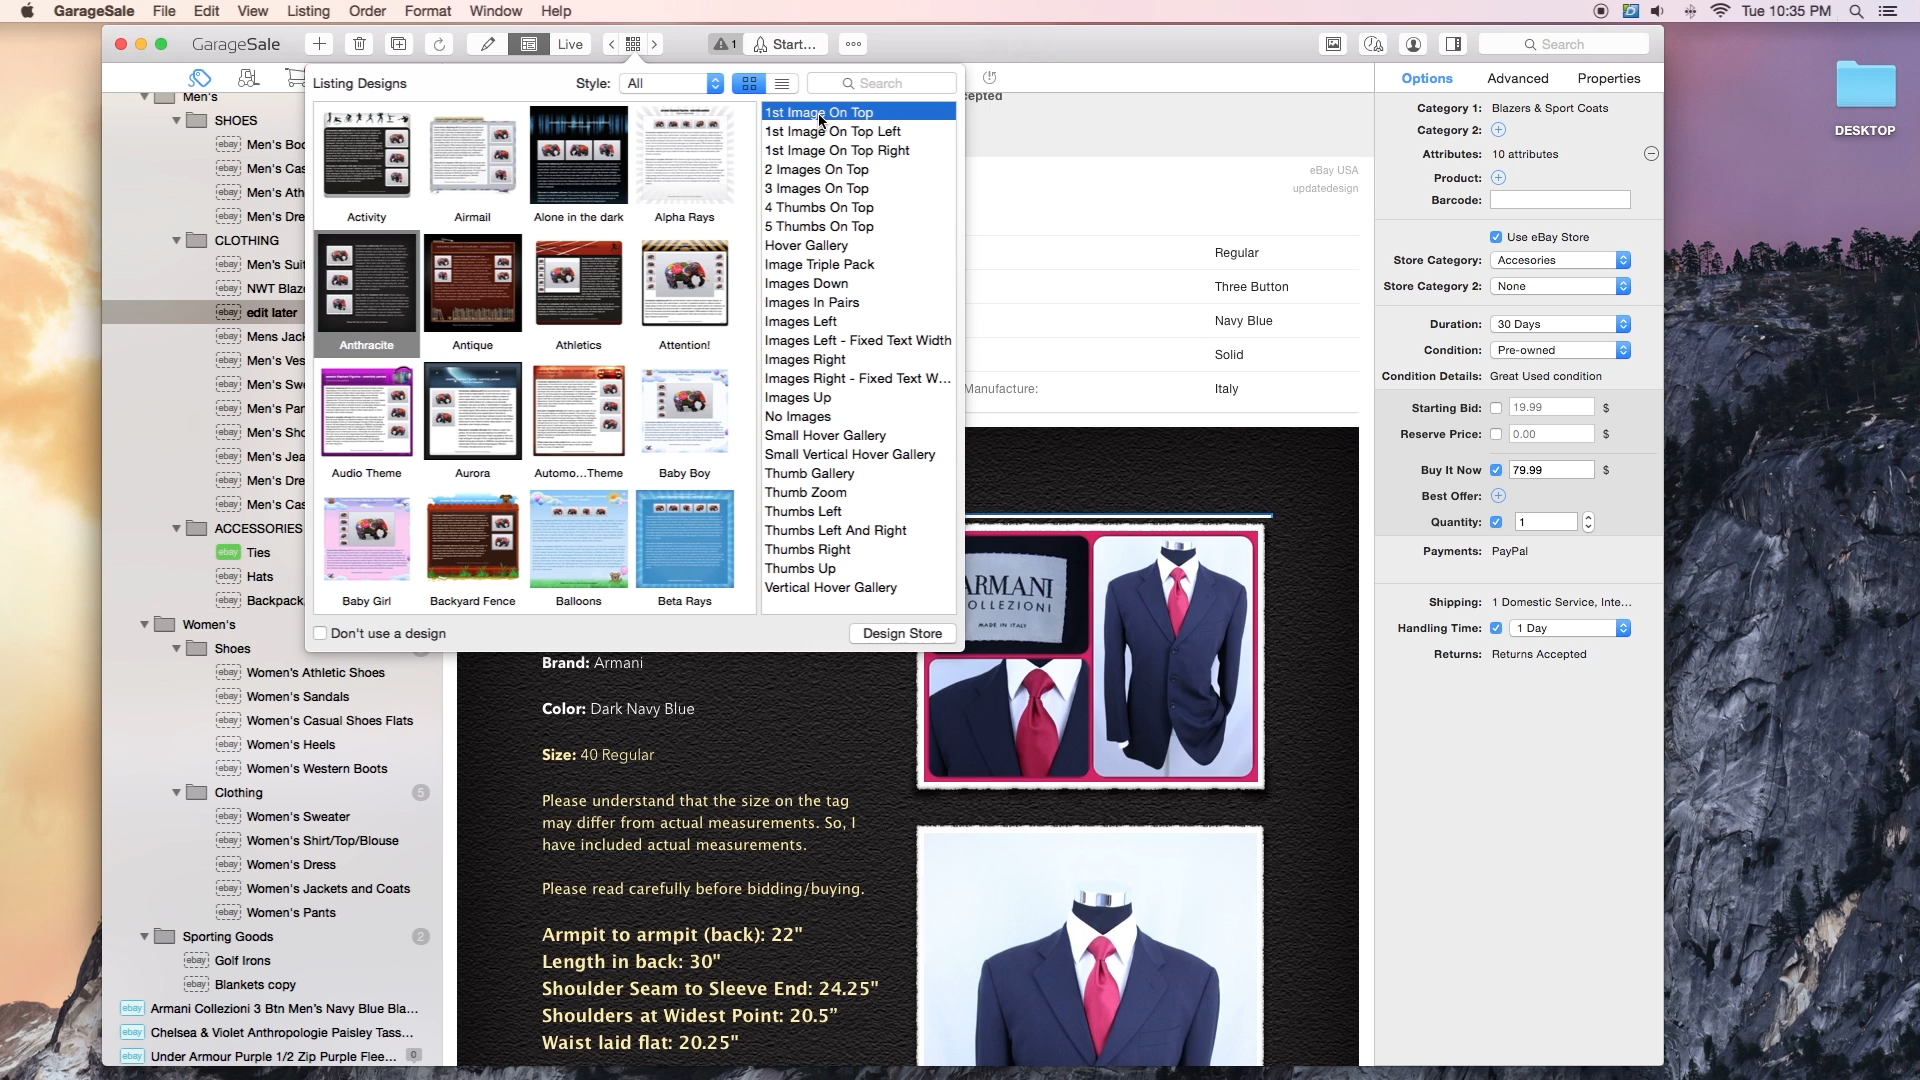 GarageSale File Edit View Listing Order Format Window Help
Tue 10:35 PM
GarageSale
Live
1
Start...
Search
DESKTOP
Men's
SHOES
Men's Boo
Men's Cas
Men's Ath
Men's Dre
CLOTHING
Men's Suit
NWT Blaze
edit later
Mens Jack
Men's Ves
Men's Swe
Men's Par
Men's Sho
Men's Jea
Men's Dre
Men's Cas
ACCESSORIES
ebay Ties
Hats
Backpack
Women's
Shoes
Women's Athletic Shoes
Women's Sandals
Women's Casual Shoes Flats
Women's Heels
Women's Western Boots
Clothing 5
Women's Sweater
Women's Shirt/Top/Blouse
Women's Dress
Women's Jackets and Coats
Women's Pants
Sporting Goods 2
Golf Irons
Blankets copy
ebay Armani Collezioni 3 Btn Men's Navy Blue Bla...
ebay Chelsea & Violet Anthropologie Paisley Tass...
ebay Under Armour Purple 1/2 Zip Purple Flee... 0
Listing Designs
Style: All
Search
Activity
Airmail
Alone in the dark
Alpha Rays
Anthracite
Antique
Athletics
Attention!
Audio Theme
Aurora
Automo...Theme
Baby Boy
Baby Girl
Backyard Fence
Balloons
Beta Rays
1st Image On Top
1st Image On Top Left
1st Image On Top Right
2 Images On Top
3 Images On Top
4 Thumbs On Top
5 Thumbs On Top
Hover Gallery
Image Triple Pack
Images Down
Images In Pairs
Images Left
Images Left - Fixed Text Width
Images Right
Images Right - Fixed Text W...
Images Up
No Images
Small Hover Gallery
Small Vertical Hover Gallery
Thumb Gallery
Thumb Zoom
Thumbs Left
Thumbs Left And Right
Thumbs Right
Thumbs Up
Vertical Hover Gallery
Don't use a design
Design Store
cepted
eBay USA
updatedesign
Regular
Three Button
Navy Blue
Solid
Manufacture: Italy
ARMANI
COLLEZIONI
MADE IN ITALY
Brand: Armani
Color: Dark Navy Blue
Size: 40 Regular
Please understand that the size on the tag
may differ from actual measurements. So, I
have included actual measurements.
Please read carefully before bidding/buying.
Armpit to armpit (back): 22"
Length in back: 30"
Shoulder Seam to Sleeve End: 24.25"
Shoulders at Widest Point: 20.5"
Waist laid flat: 20.25"
Options Advanced Properties
Category 1: Blazers & Sport Coats
Category 2:
Attributes: 10 attributes
Product:
Barcode:
Use eBay Store
Store Category: Accesories
Store Category 2: None
Duration: 30 Days
Condition: Pre-owned
Condition Details: Great Used condition
Starting Bid: 19.99 $
Reserve Price: 0.00 $
Buy It Now 79.99 $
Best Offer:
Quantity: 1
Payments: PayPal
Shipping: 1 Domestic Service, Inte...
Handling Time: 1 Day
Returns: Returns Accepted